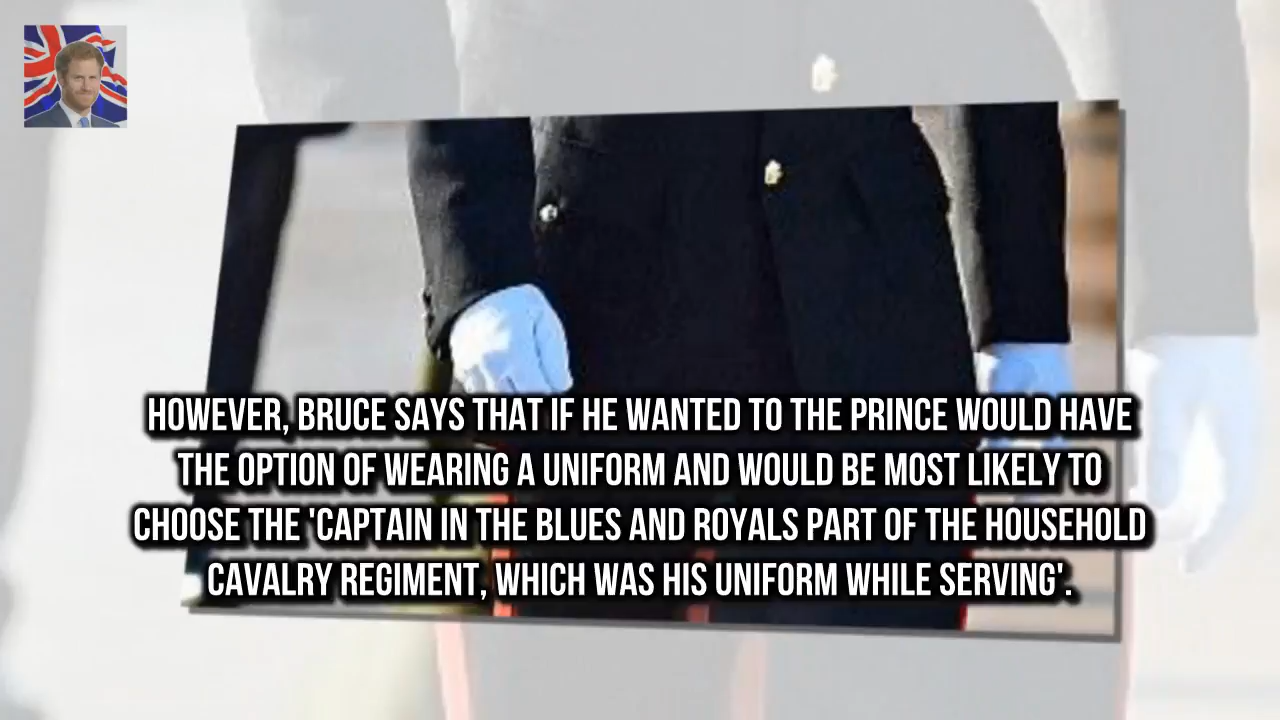 HOWEVER, BRUCE SAYS THAT IF HE WANTED TO THE PRINCE WOULD HAVE
THE OPTION OF WEARING A UNIFORM AND WOULD BE MOST LIKELY TO
CHOOSE THE 'CAPTAIN IN THE BLUES AND ROYALS PART OF THE HOUSEHOLD
CAVALRY REGIMENT, WHICH WAS HIS UNIFORM WHILE SERVING'.